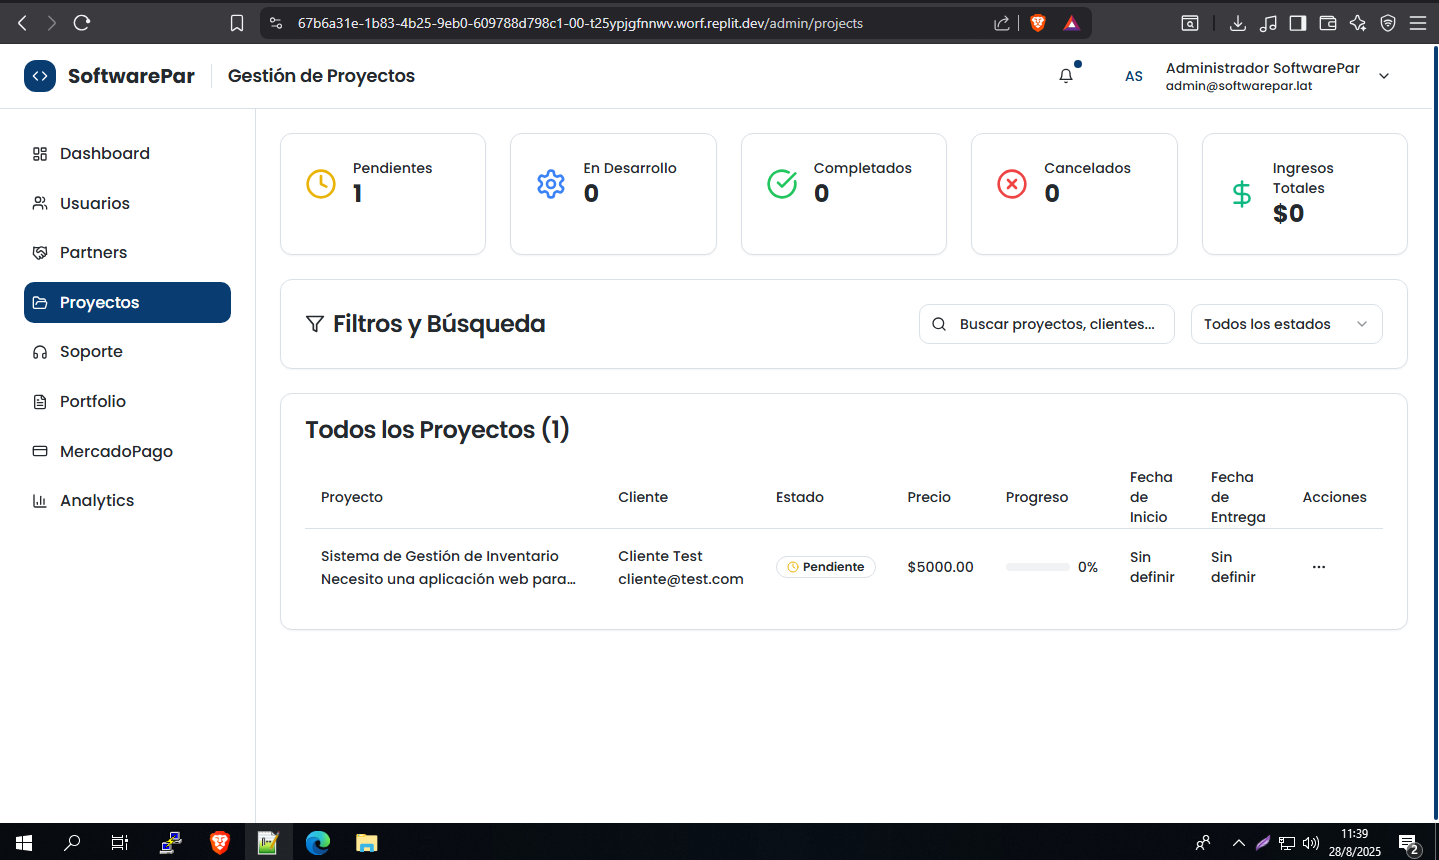 67b6a31e-1b83-4b25-9eb0-609788d798c1-00-t25ypjgfnnwv.worf.replit.dev/admin/projects
SoftwarePar
Gestión de Proyectos
AS
Administrador SoftwarePar
admin@softwarepar.lat
Dashboard
Usuarios
Partners
Proyectos
Soporte
Portfolio
MercadoPago
Analytics
Pendientes
1
En Desarrollo
0
Completados
0
Cancelados
0
Ingresos
Totales
$0
Filtros y Búsqueda
Buscar proyectos, clientes...
Todos los estados
Todos los Proyectos (1)
Proyecto
Cliente
Estado
Precio
Progreso
Fecha
de
Inicio
Fecha
de
Entrega
Acciones
Sistema de Gestión de Inventario
Necesito una aplicación web para...
Cliente Test
cliente@test.com
Pendiente
$5000.00
0%
Sin
definir
Sin
definir
11:39
28/8/2025
2